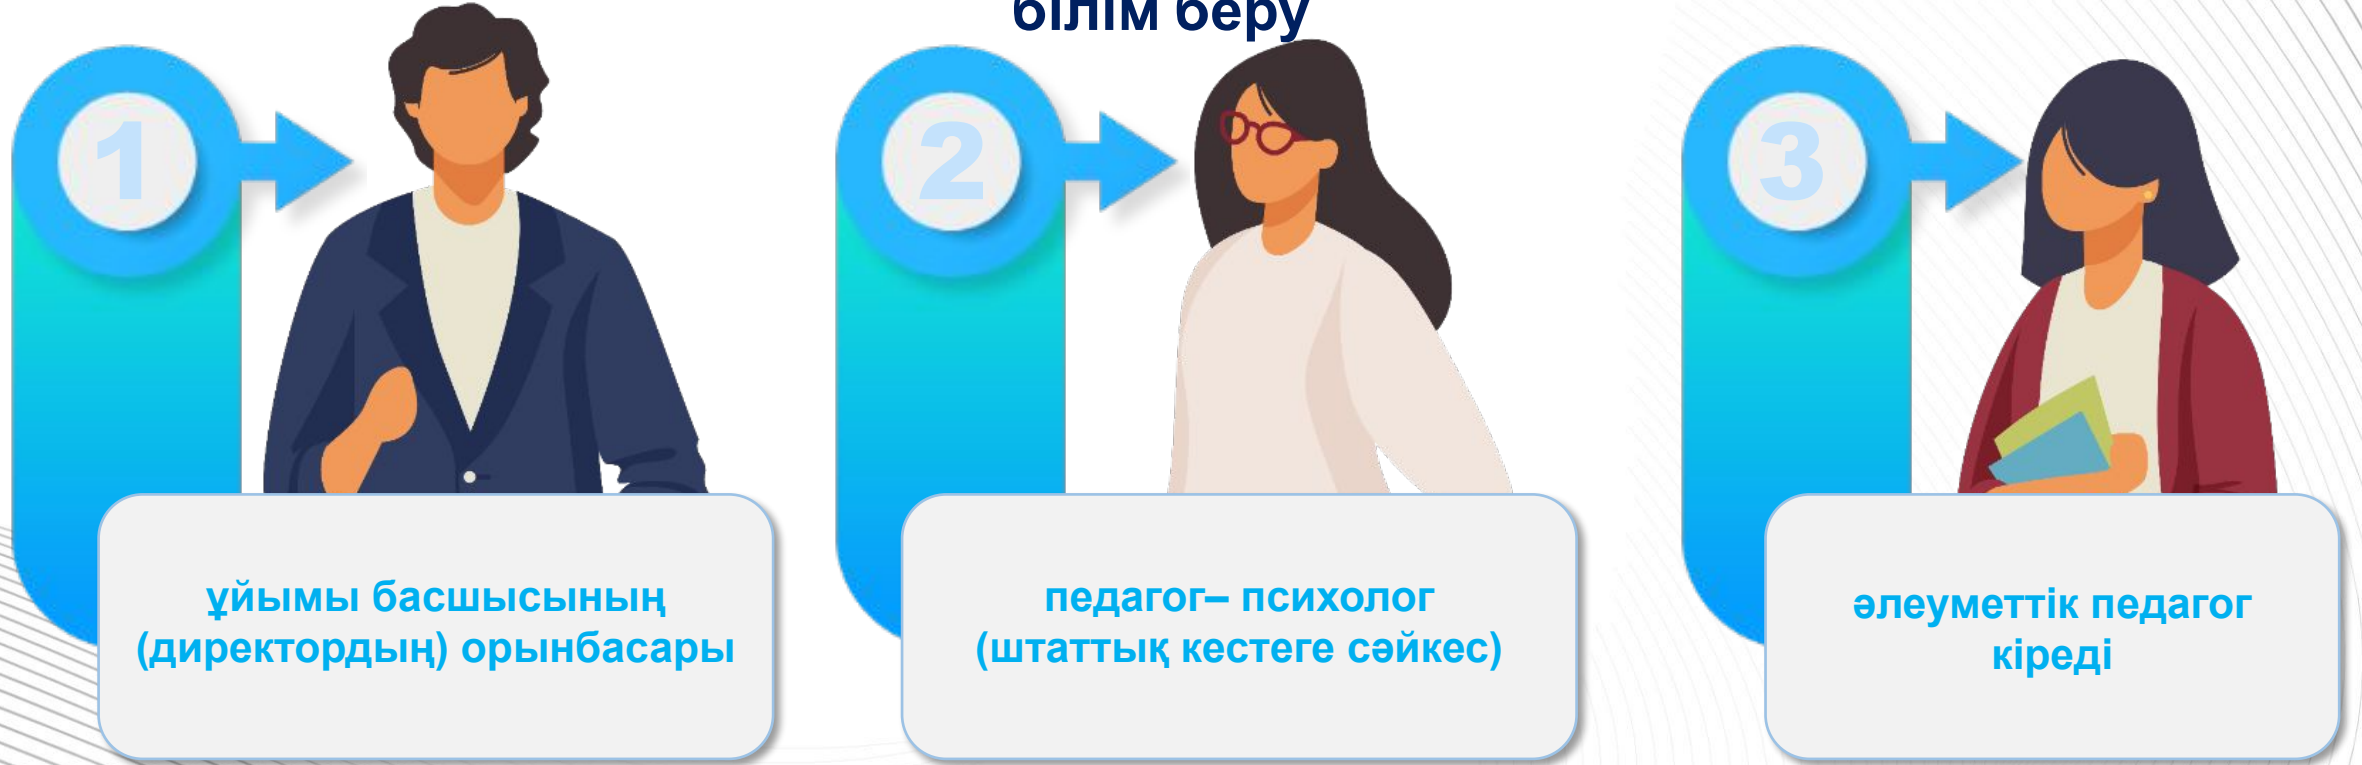 білім беру
1
2
3
ұйымы басшысының
(директордың) орынбасары
педагог– психолог
(штаттық кестеге сәйкес)
әлеуметтік педагог
кіреді